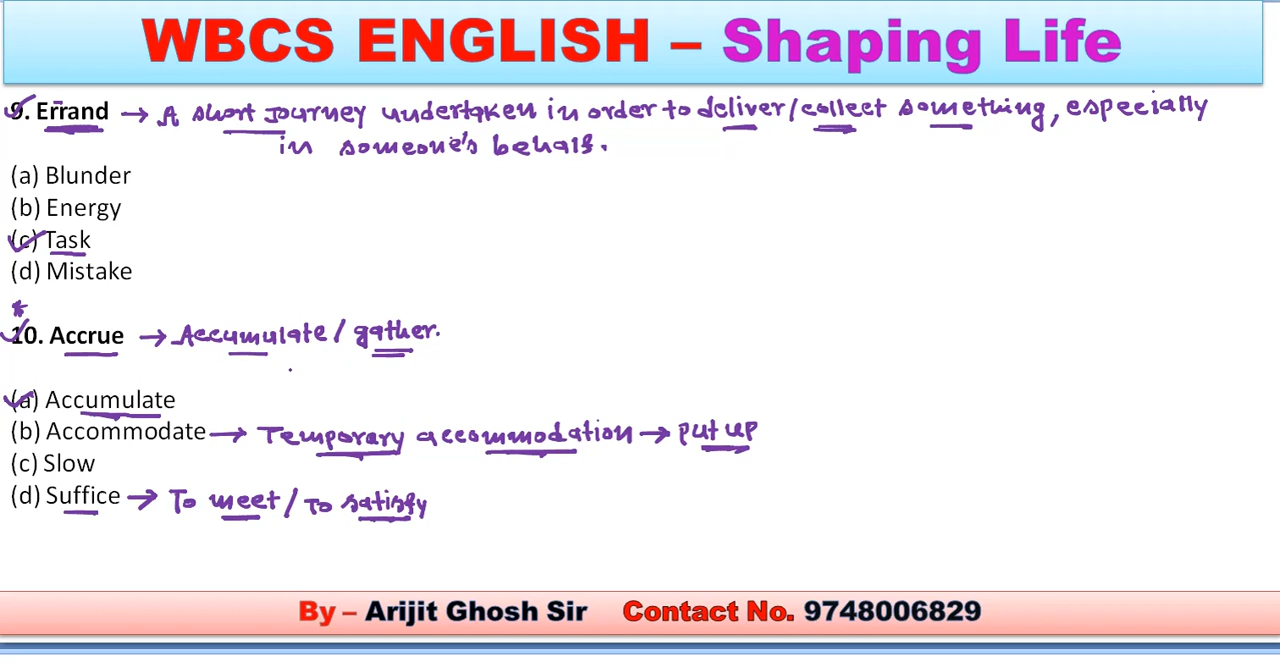 WBCS ENGLISH – Shaping Life
9. Errand → A short Journey undertaken in order to deliver/collect something, especially
in someone's behalf.
(a) Blunder
(b) Energy
(c) Task
(d) Mistake
*
10. Accrue → Accumulate / gather.
(a) Accumulate
(b) Accommodate → Temporary accommodation → Put up
(c) Slow
(d) Suffice → To meet / To satisfy
By – Arijit Ghosh Sir Contact No. 9748006829